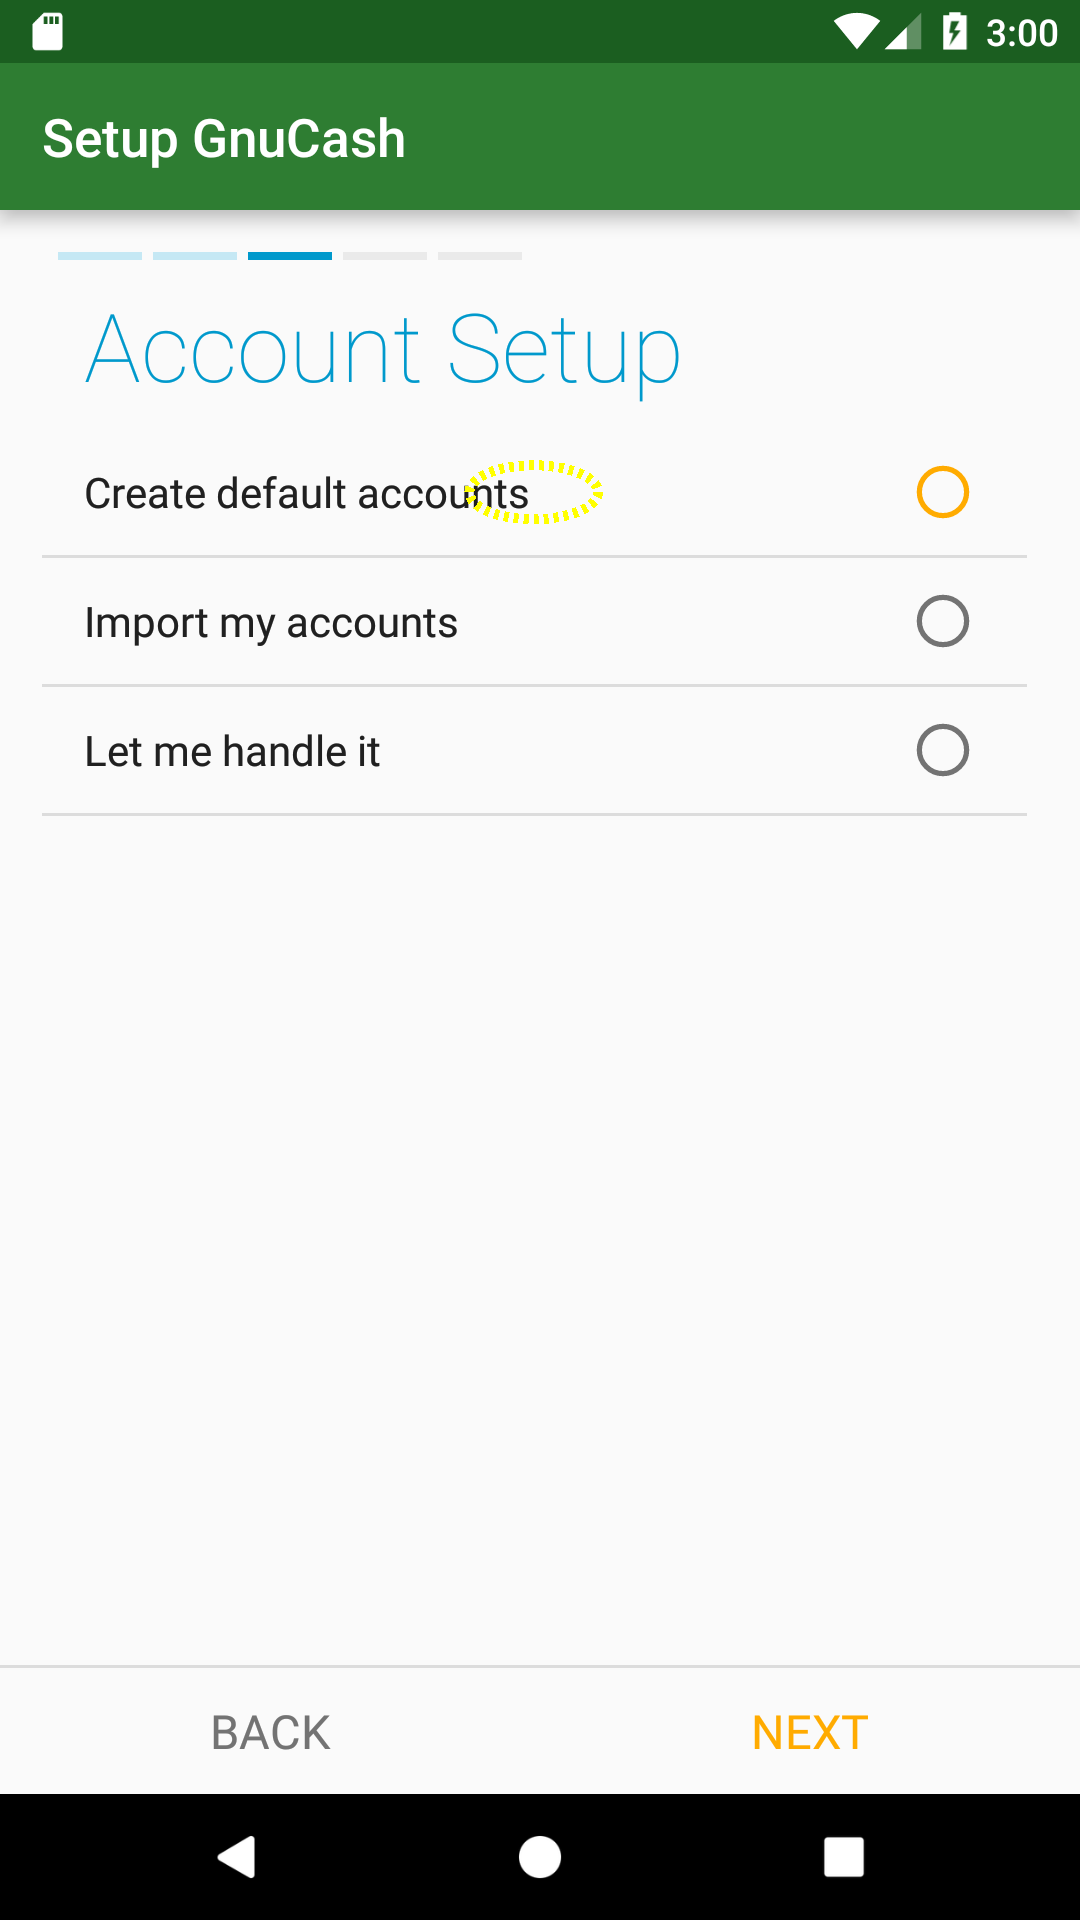 3:00
Setup GnuCash
Account Setup
Create default accounts
Import my accounts
Let me handle it
BACK
NEXT